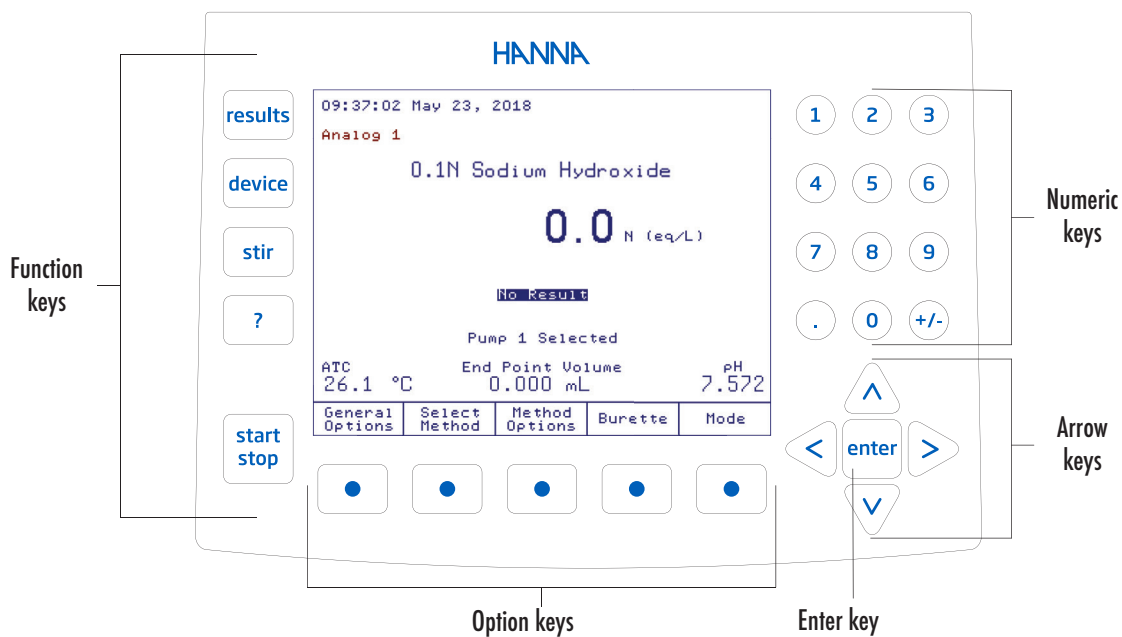 HANNA
results
device
stir
?
start
stop
09:37:02 May 23, 2018
Analog 1
0.1N Sodium Hydroxide
0.0 N (eq/L)
No Result
Pump 1 Selected
ATC End Point Volume pH
26.1 °C 0.000 mL 7.572
General Options
Select Method
Method Options
Burette
Mode
1 2 3
4 5 6
7 8 9
. 0 +/-
enter
Function
keys
Numeric
keys
Arrow
keys
Option keys
Enter key